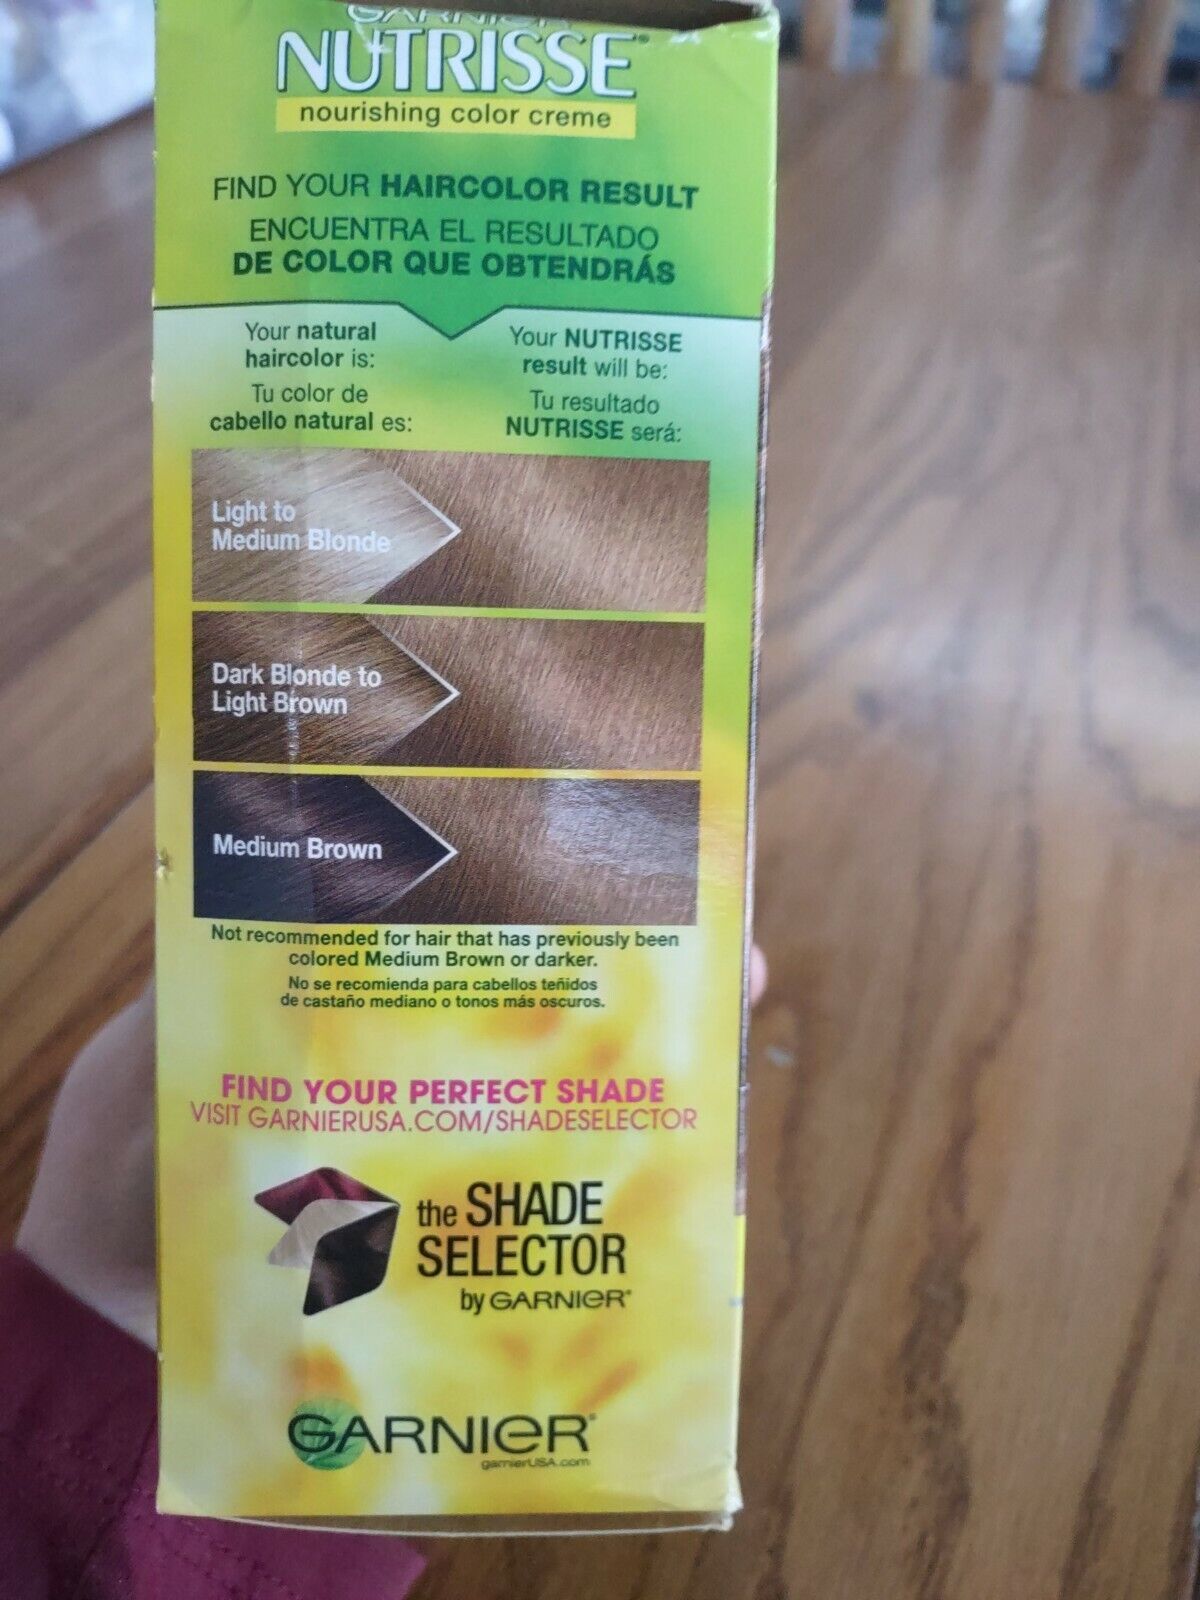 GARNIER
NUTRISSE®
nourishing color creme
FIND YOUR HAIRCOLOR RESULT
ENCUENTRA EL RESULTADO
DE COLOR QUE OBTENDRÁS
Your natural
haircolor is:
Tu color de
cabello natural es:
Your NUTRISSE
result will be:
Tu resultado
NUTRISSE será:
Light to
Medium Blonde
Dark Blonde to
Light Brown
Medium Brown
Not recommended for hair that has previously been
colored Medium Brown or darker.
No se recomienda para cabellos teñidos
de castaño mediano o tonos más oscuros.
FIND YOUR PERFECT SHADE
VISIT GARNIERUSA.COM/SHADESELECTOR
the SHADE
SELECTOR
by GARNIER®
GARNIER®
garnierUSA.com